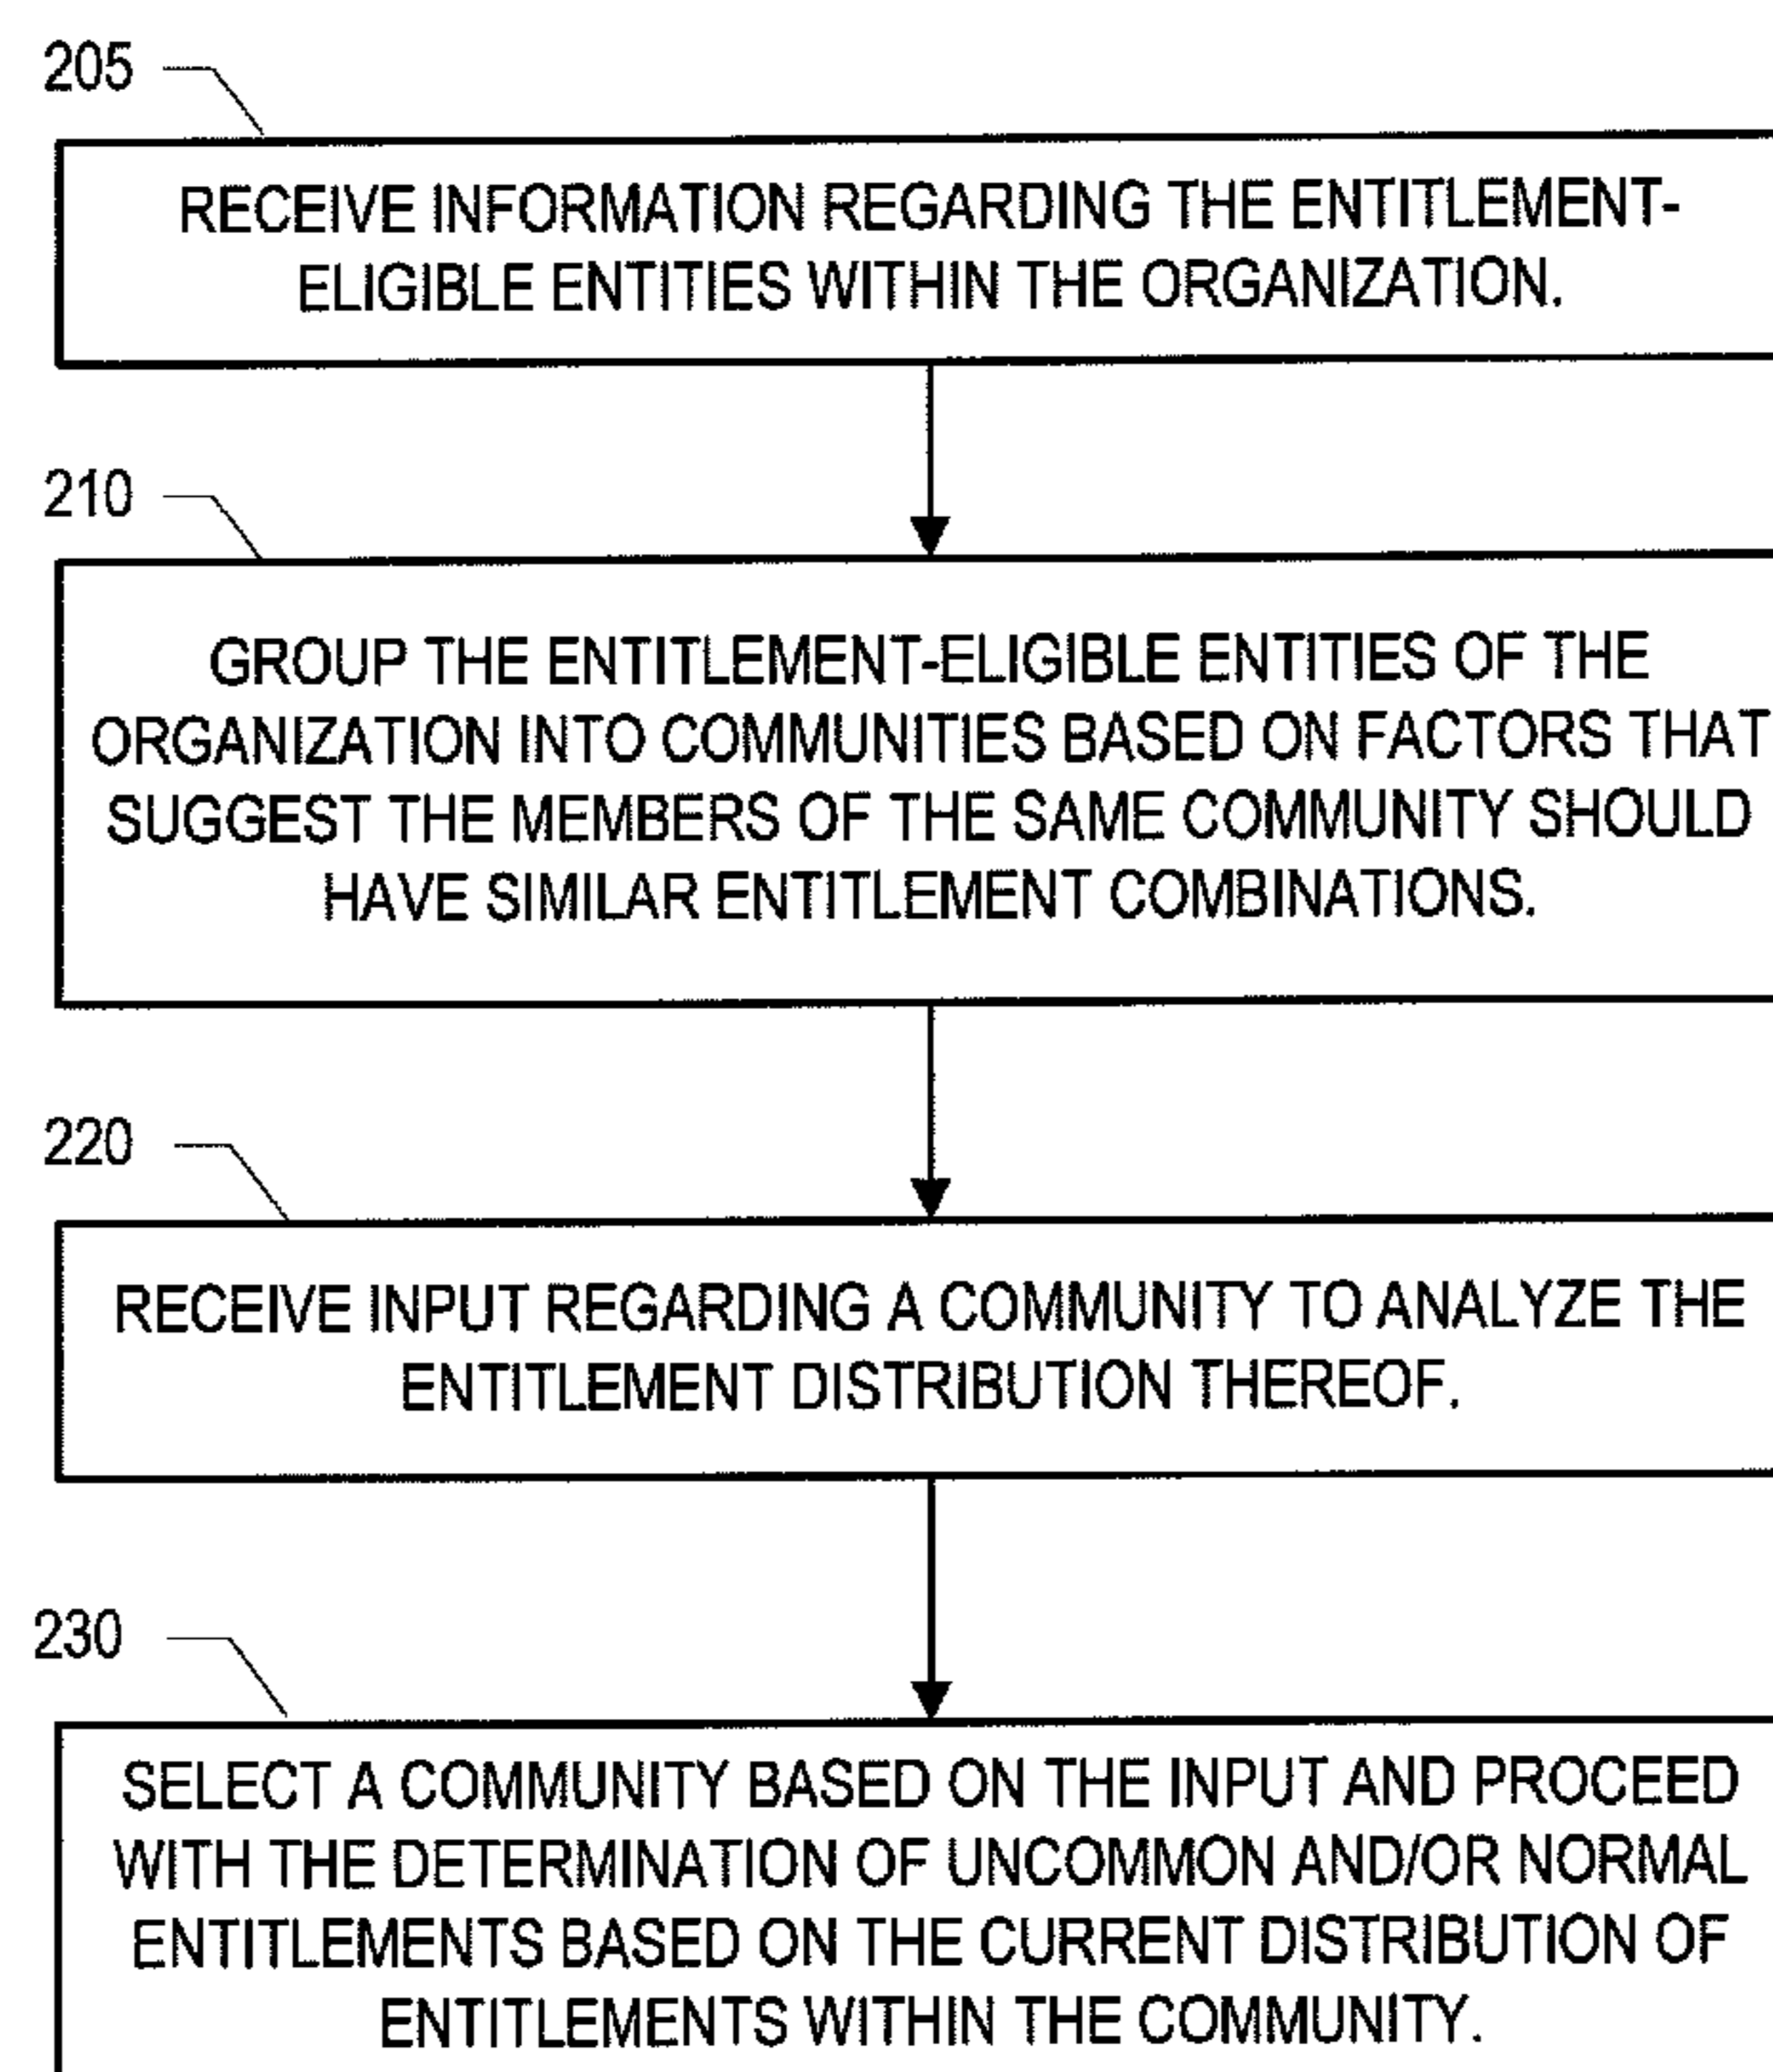 205
RECEIVE INFORMATION REGARDING THE ENTITLEMENT-
ELIGIBLE ENTITIES WITHIN THE ORGANIZATION.
210
GROUP THE ENTITLEMENT-ELIGIBLE ENTITIES OF THE
ORGANIZATION INTO COMMUNITIES BASED ON FACTORS THAT
SUGGEST THE MEMBERS OF THE SAME COMMUNITY SHOULD
HAVE SIMILAR ENTITLEMENT COMBINATIONS.
220
RECEIVE INPUT REGARDING A COMMUNITY TO ANALYZE THE
ENTITLEMENT DISTRIBUTION THEREOF.
230
SELECT A COMMUNITY BASED ON THE INPUT AND PROCEED
WITH THE DETERMINATION OF UNCOMMON AND/OR NORMAL
ENTITLEMENTS BASED ON THE CURRENT DISTRIBUTION OF
ENTITLEMENTS WITHIN THE COMMUNITY.